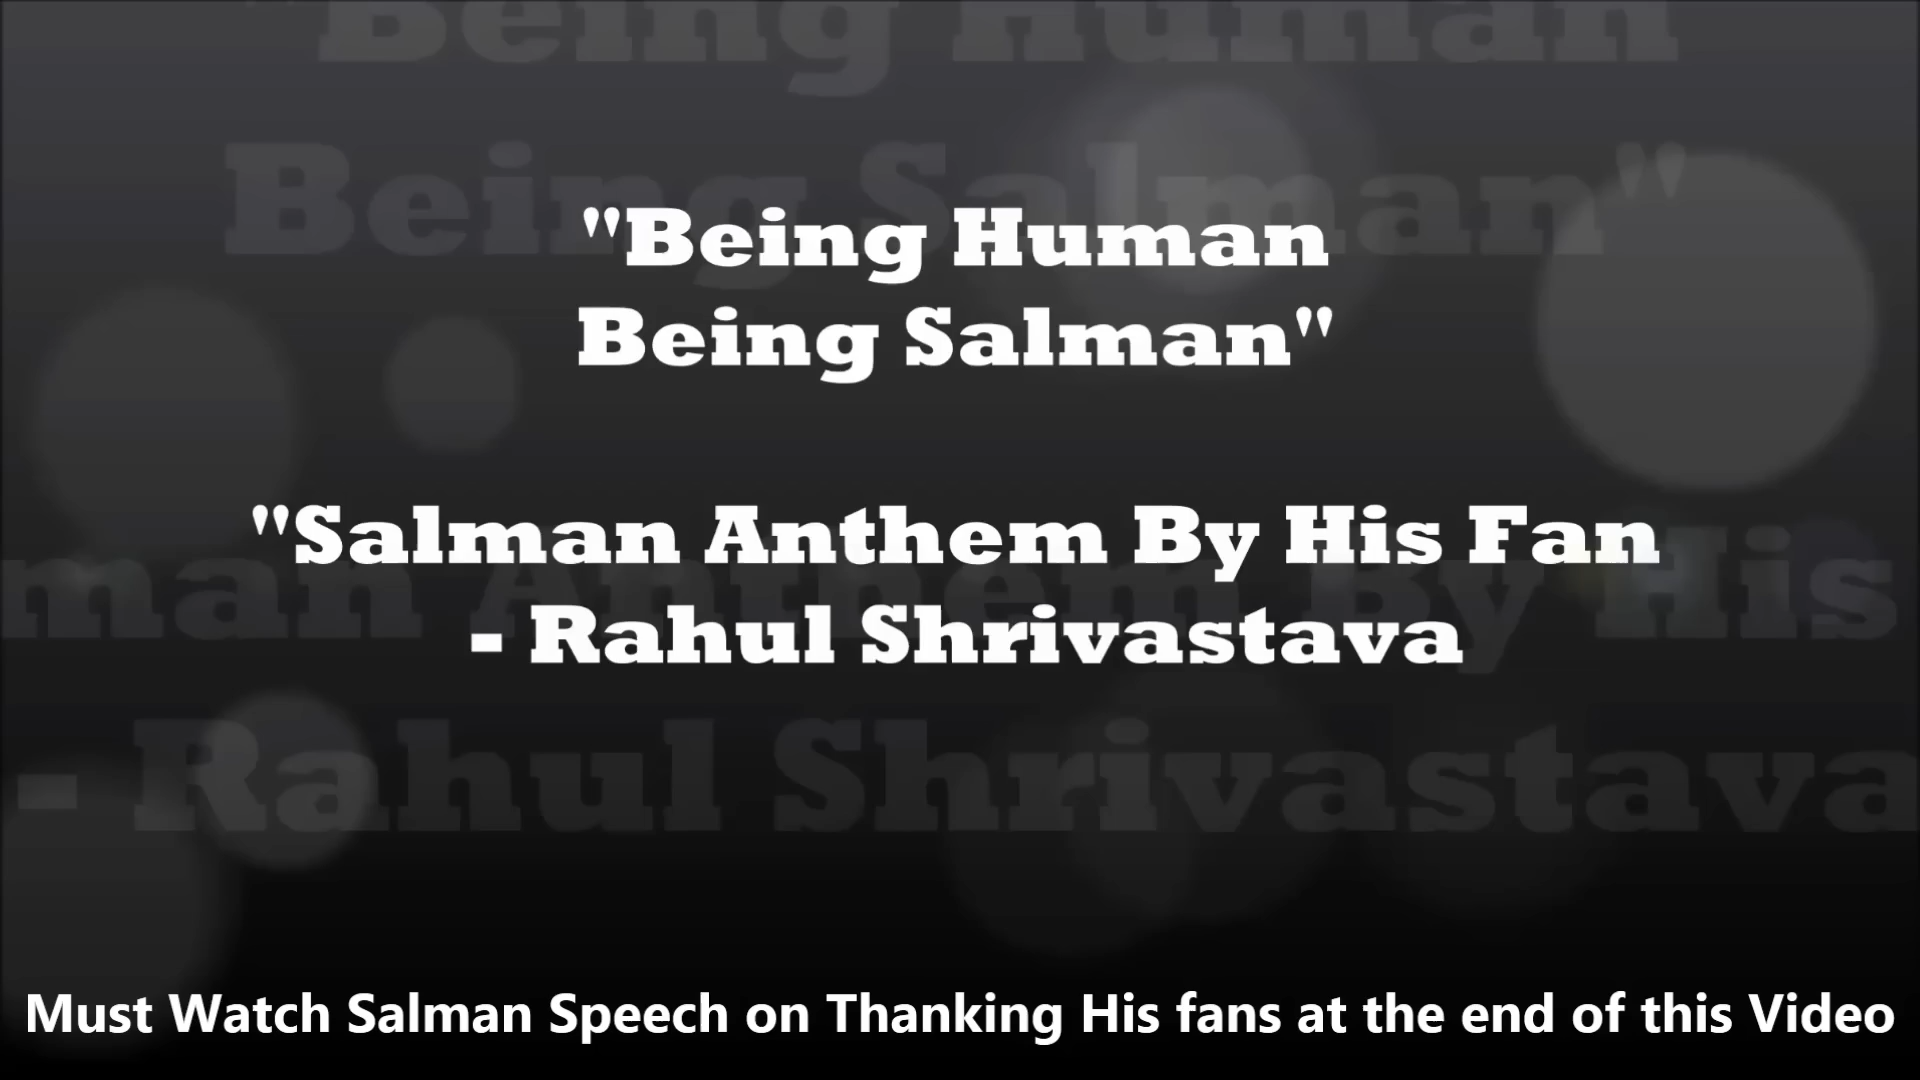 "Being Human
Being Salman"
"Salman Anthem By His Fan
- Rahul Shrivastava
Must Watch Salman Speech on Thanking His fans at the end of this Video